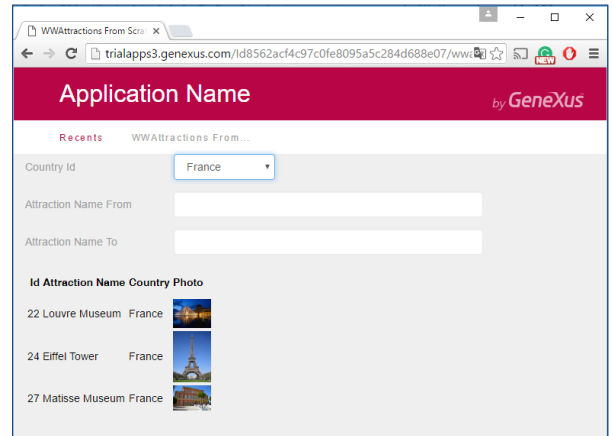 WWAttractions From Scra
trialapps3.genexus.com/Id8562acf4c97c0fe8095a5c284d688e07/wwa
NEW
Application Name
by GeneXus
Recents WWAttractions From...
Country Id France
Attraction Name From
Attraction Name To
Id Attraction Name Country Photo
22 Louvre Museum France
24 Eiffel Tower France
27 Matisse Museum France